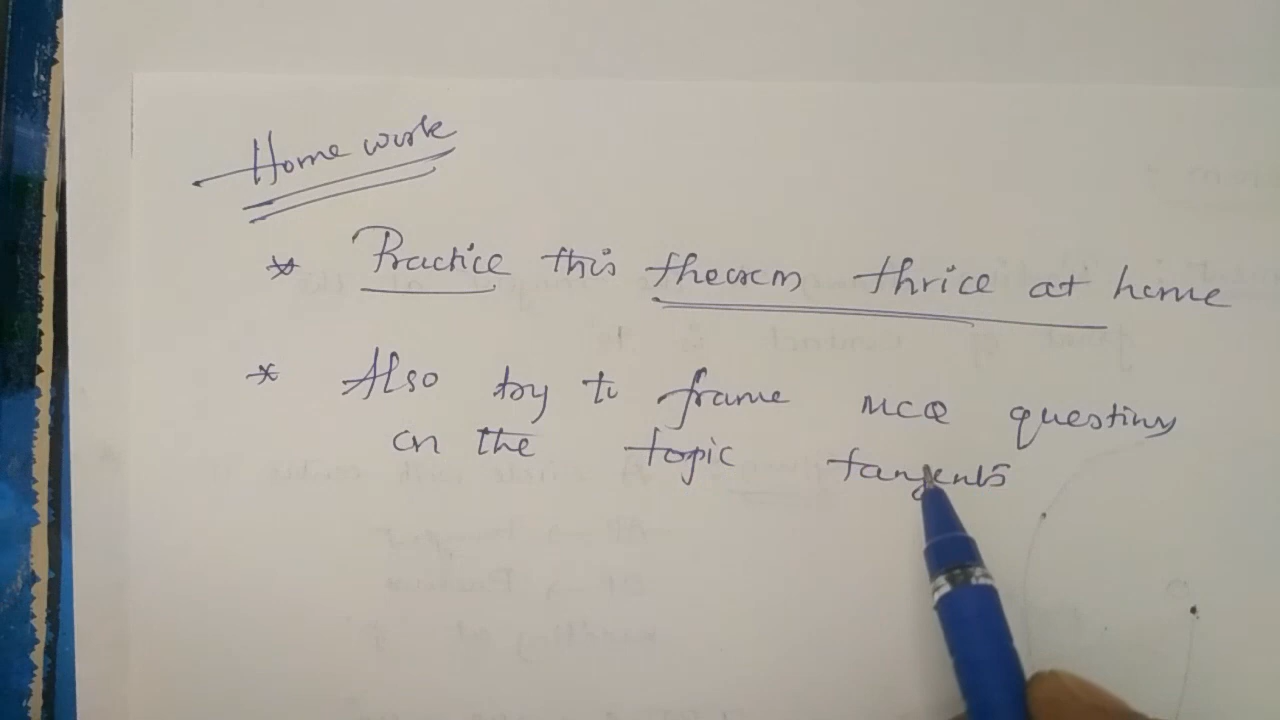 Home work
* Practice this theorem thrice at home
* Also try to frame MCQ questions
on the topic tangents